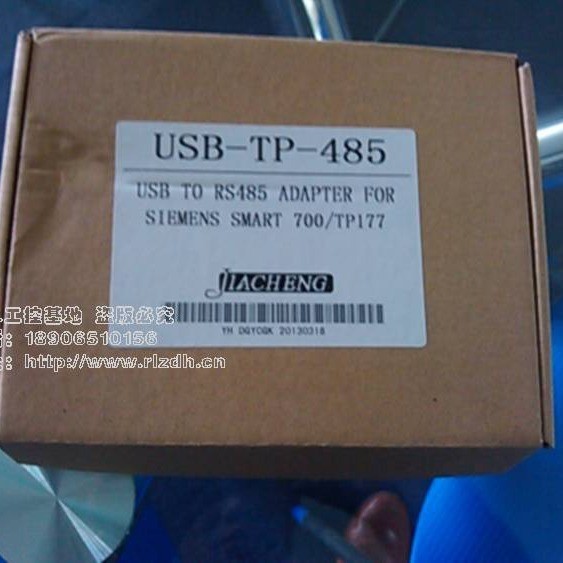 USB-TP-485
USB TO RS485 ADAPTER FOR
SIEMENS SMART 700/TP177
JIACHENG
YH DGYCGK 20130318
工控基地 盗版必究
: 18906510156
: http://www.rlzdh.cn